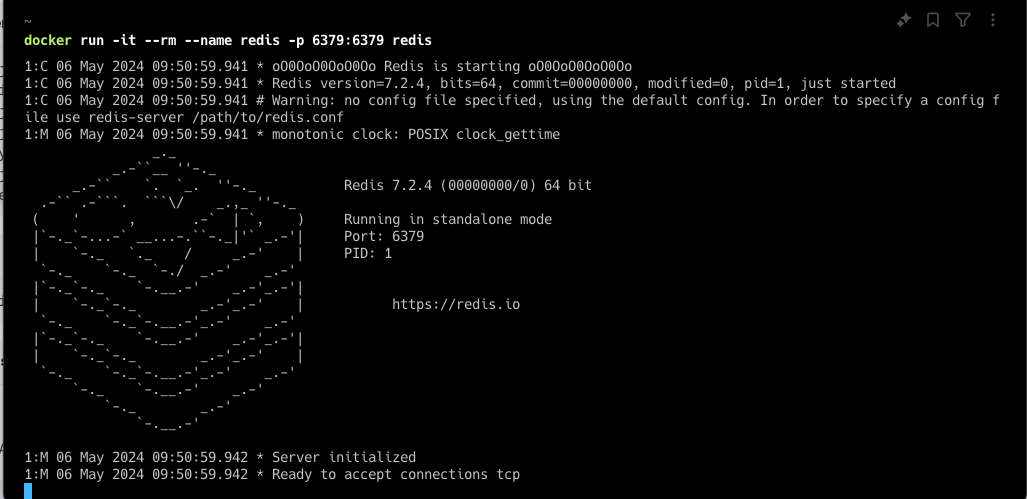 ~
docker run -it --rm --name redis -p 6379:6379 redis
1:C 06 May 2024 09:50:59.941 * oO0OoO0OoO0Oo Redis is starting oO0OoO0OoO0Oo
1:C 06 May 2024 09:50:59.941 * Redis version=7.2.4, bits=64, commit=00000000, modified=0, pid=1, just started
1:C 06 May 2024 09:50:59.941 # Warning: no config file specified, using the default config. In order to specify a config f
ile use redis-server /path/to/redis.conf
1:M 06 May 2024 09:50:59.941 * monotonic clock: POSIX clock_gettime
Redis 7.2.4 (00000000/0) 64 bit
Running in standalone mode
Port: 6379
PID: 1
https://redis.io
1:M 06 May 2024 09:50:59.942 * Server initialized
1:M 06 May 2024 09:50:59.942 * Ready to accept connections tcp